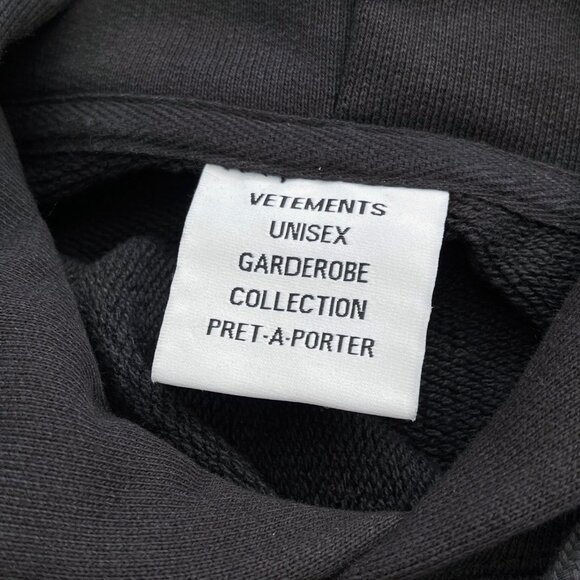 VETEMENTS
UNISEX
GARDEROBE
COLLECTION
PRET-A-PORTER